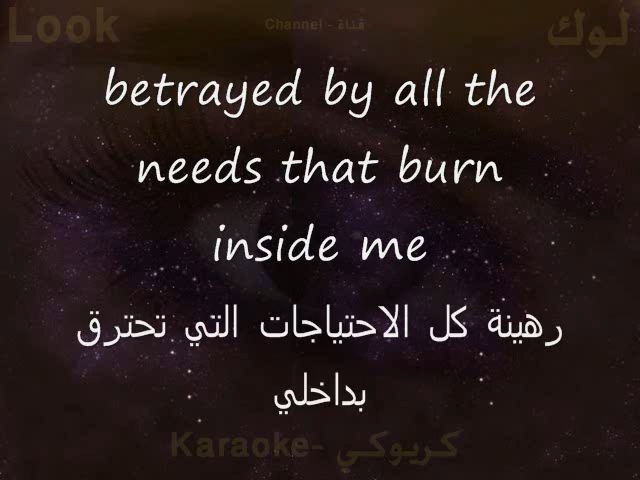 Look
Channel - قناة
لوك
betrayed by all the
needs that burn
inside me
رهينة كل الاحتياجات التي تحترق
بداخلي
Karaoke- كريوكي